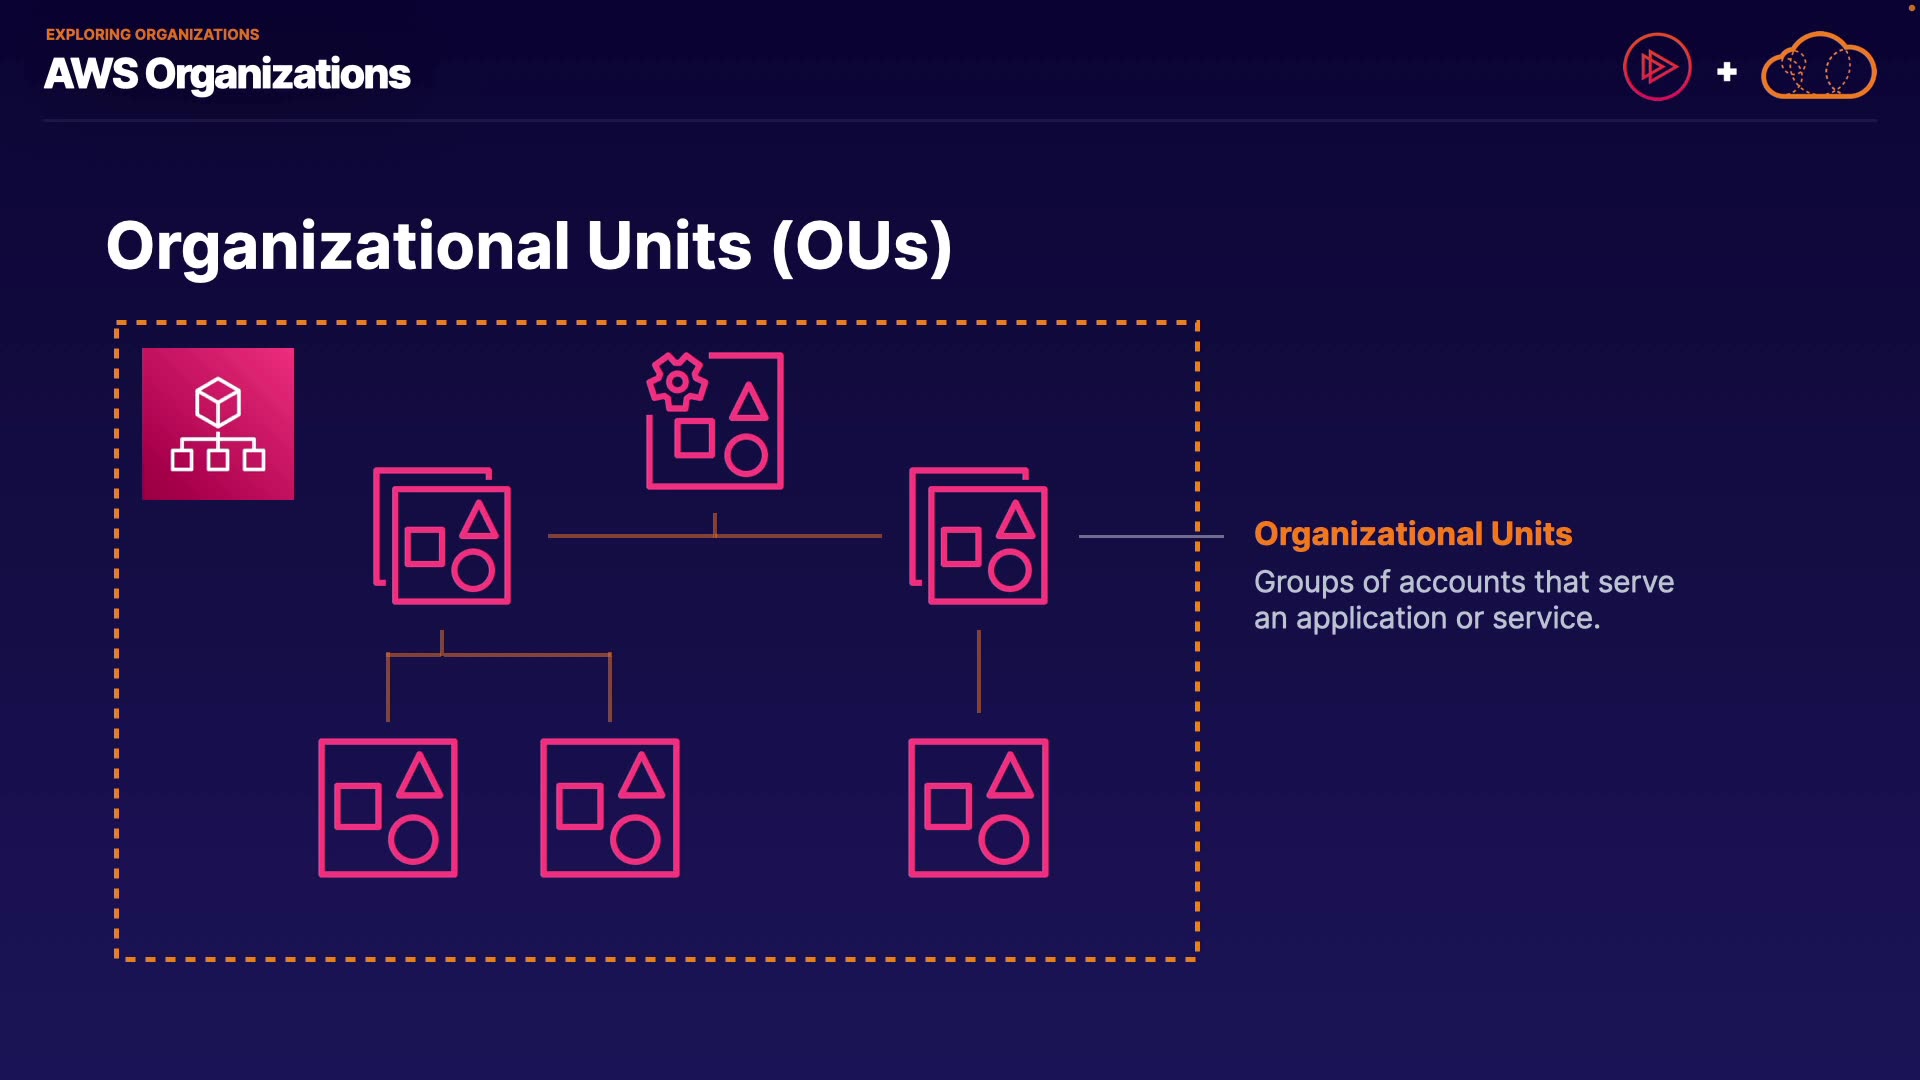 EXPLORING ORGANIZATIONS
AWS Organizations
Organizational Units (OUs)
Organizational Units
Groups of accounts that serve
an application or service.